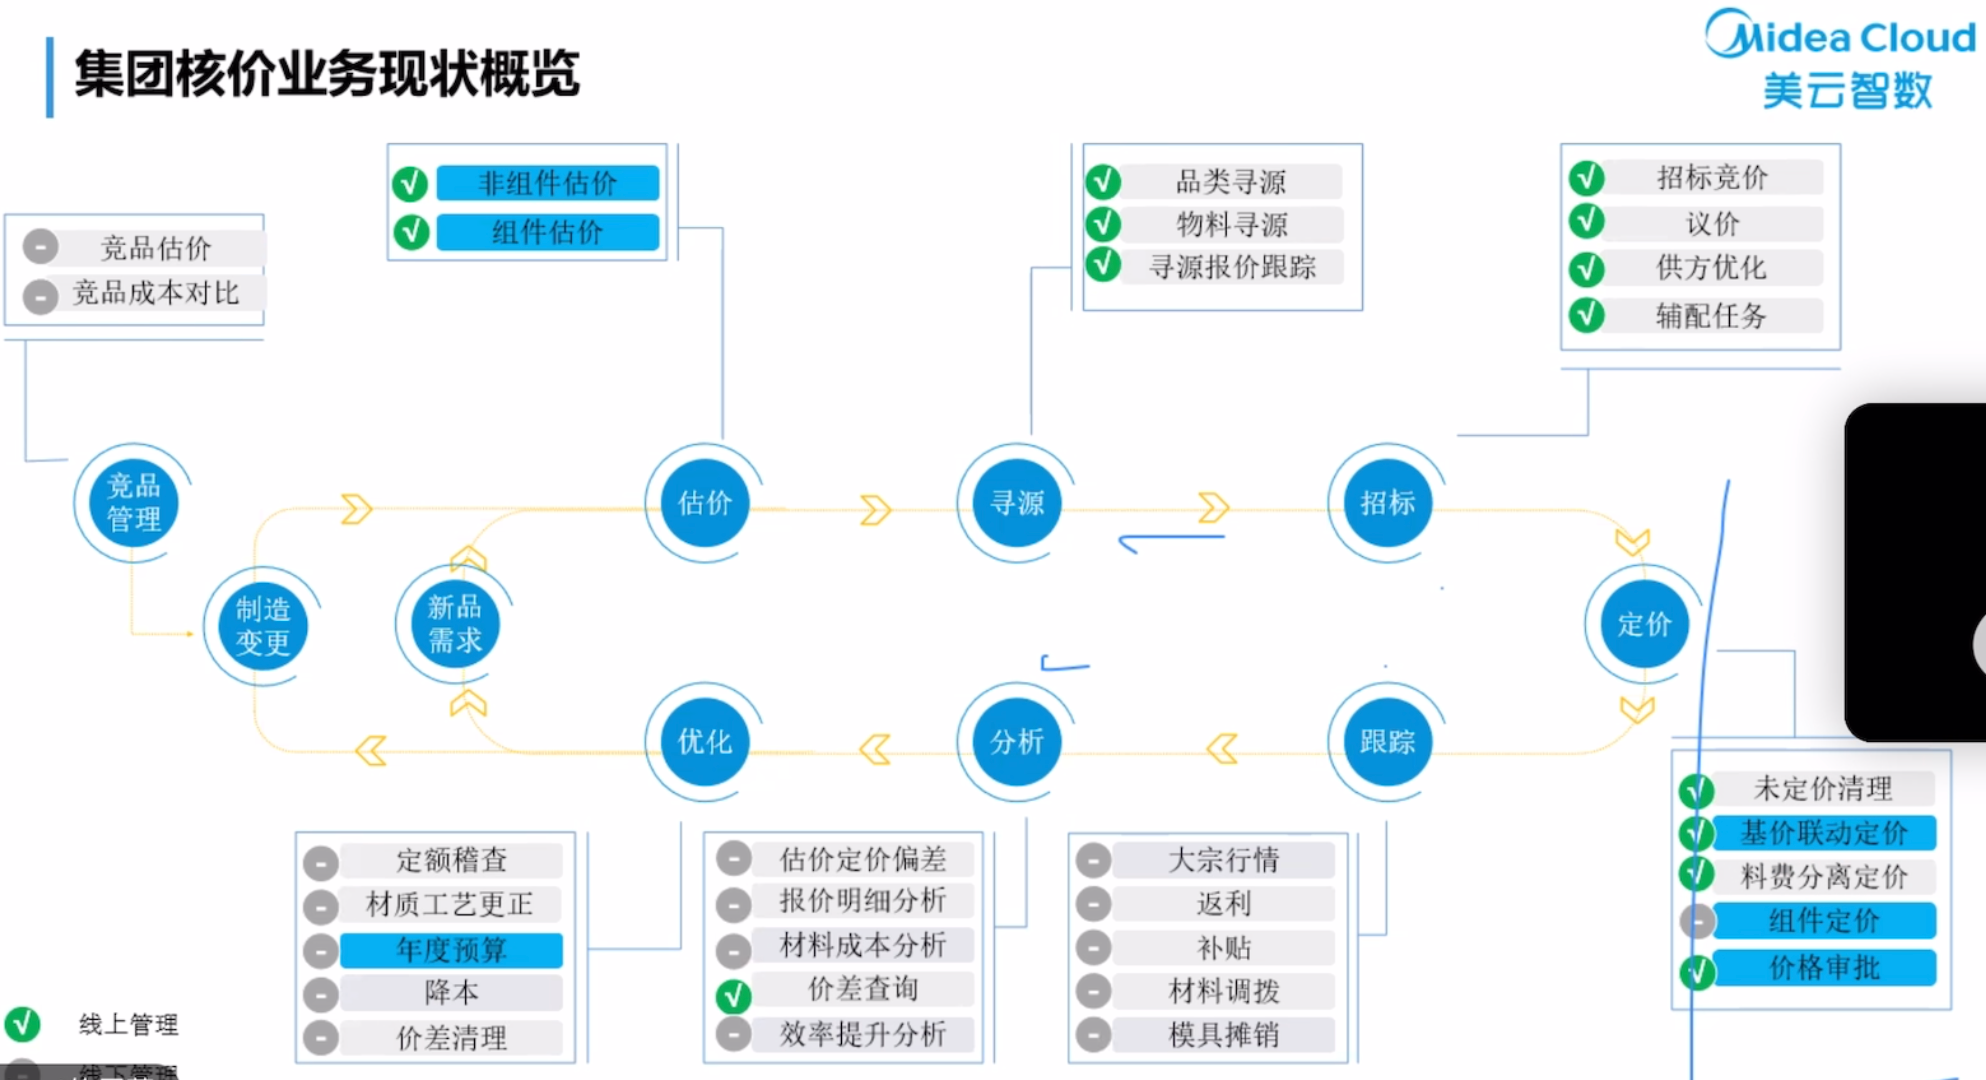 集团核价业务现状概览
Midea Cloud
美云智数
非组件估价
组件估价
品类寻源
物料寻源
寻源报价跟踪
招标竞价
议价
供方优化
辅配任务
竞品估价
竞品成本对比
竞品
管理
估价
寻源
招标
制造
变更
新品
需求
定价
优化
分析
跟踪
未定价清理
基价联动定价
料费分离定价
组件定价
价格审批
定额稽查
材质工艺更正
年度预算
降本
价差清理
估价定价偏差
报价明细分析
材料成本分析
价差查询
效率提升分析
大宗行情
返利
补贴
材料调拨
模具摊销
线上管理
线下管理